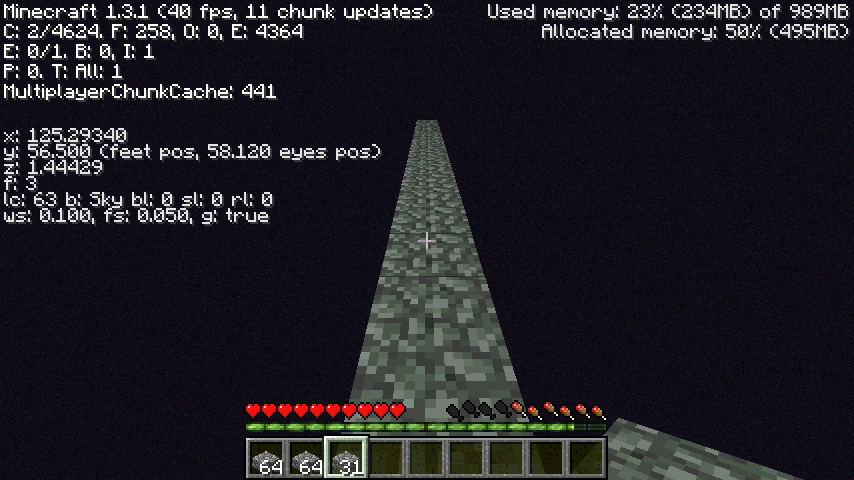 Minecraft 1.3.1 (40 fps, 11 chunk updates)
C: 2/4624. F: 258, O: 0, E: 4364
E: 0/1. B: 0, I: 1
P: 0. T: All: 1
MultiplayerChunkCache: 441
Used memory: 23% (234MB) of 989MB
Allocated memory: 50% (495MB)
x: 125.29340
y: 56.500 (feet pos, 58.120 eyes pos)
z: 1.44429
f: 3
lc: 63 b: Sky bl: 0 sl: 0 rl: 0
ws: 0.100, fs: 0.050, g: true
64 64 31